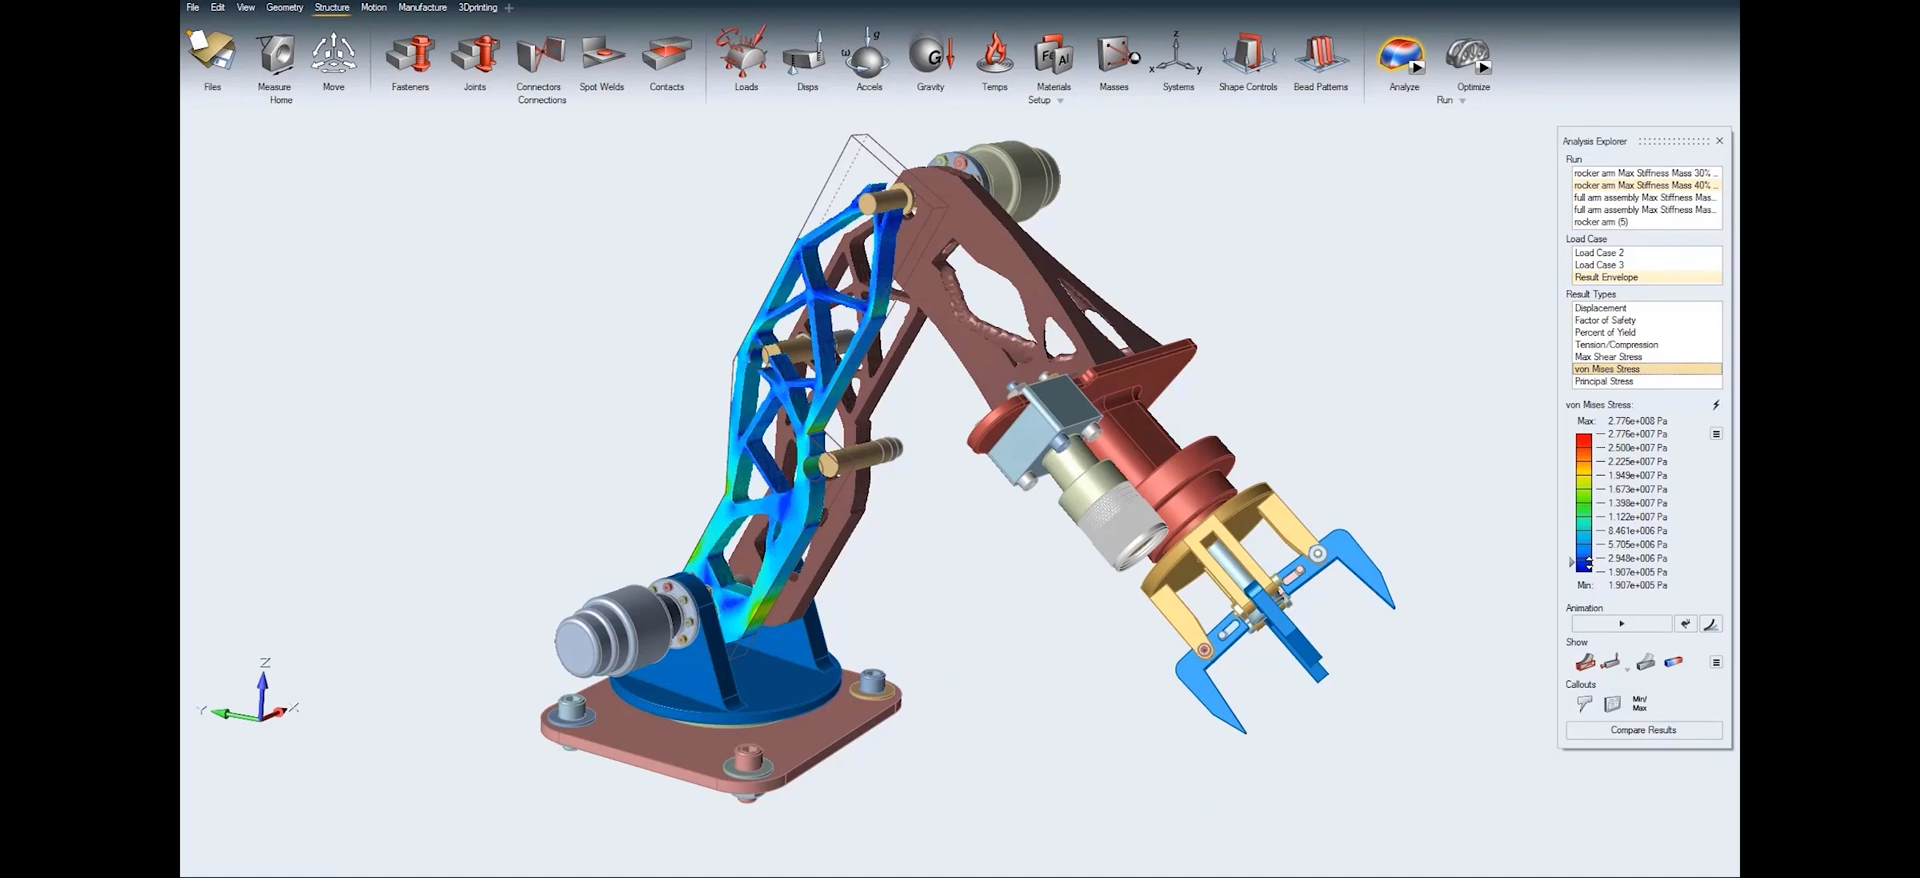 File Edit View Geometry Structure Motion Manufacture 3Dprinting +
Files Measure Move Fasteners Joints Connectors Spot Welds Contacts Loads Disps Accels Gravity Temps Materials Masses Systems Shape Controls Bead Patterns Analyze Optimize
Home Connections Setup Run
g
ω
G
Fe
Al
z
x
y
Analysis Explorer
Run
rocker arm Max Stiffness Mass 30% ...
rocker arm Max Stiffness Mass 40% ...
full arm assembly Max Stiffness Mas...
full arm assembly Max Stiffness Mas...
rocker arm (5)
Load Case
Load Case 2
Load Case 3
Result Envelope
Result Types
Displacement
Factor of Safety
Percent of Yield
Tension/Compression
Max Shear Stress
von Mises Stress
Principal Stress
von Mises Stress:
Max: 2.776e+008 Pa
2.776e+007 Pa
2.500e+007 Pa
2.225e+007 Pa
1.949e+007 Pa
1.673e+007 Pa
1.398e+007 Pa
1.122e+007 Pa
8.461e+006 Pa
5.705e+006 Pa
2.948e+006 Pa
1.907e+005 Pa
Min: 1.907e+005 Pa
Animation
Show
Callouts
Min/
Max
Compare Results
Z
Y
X